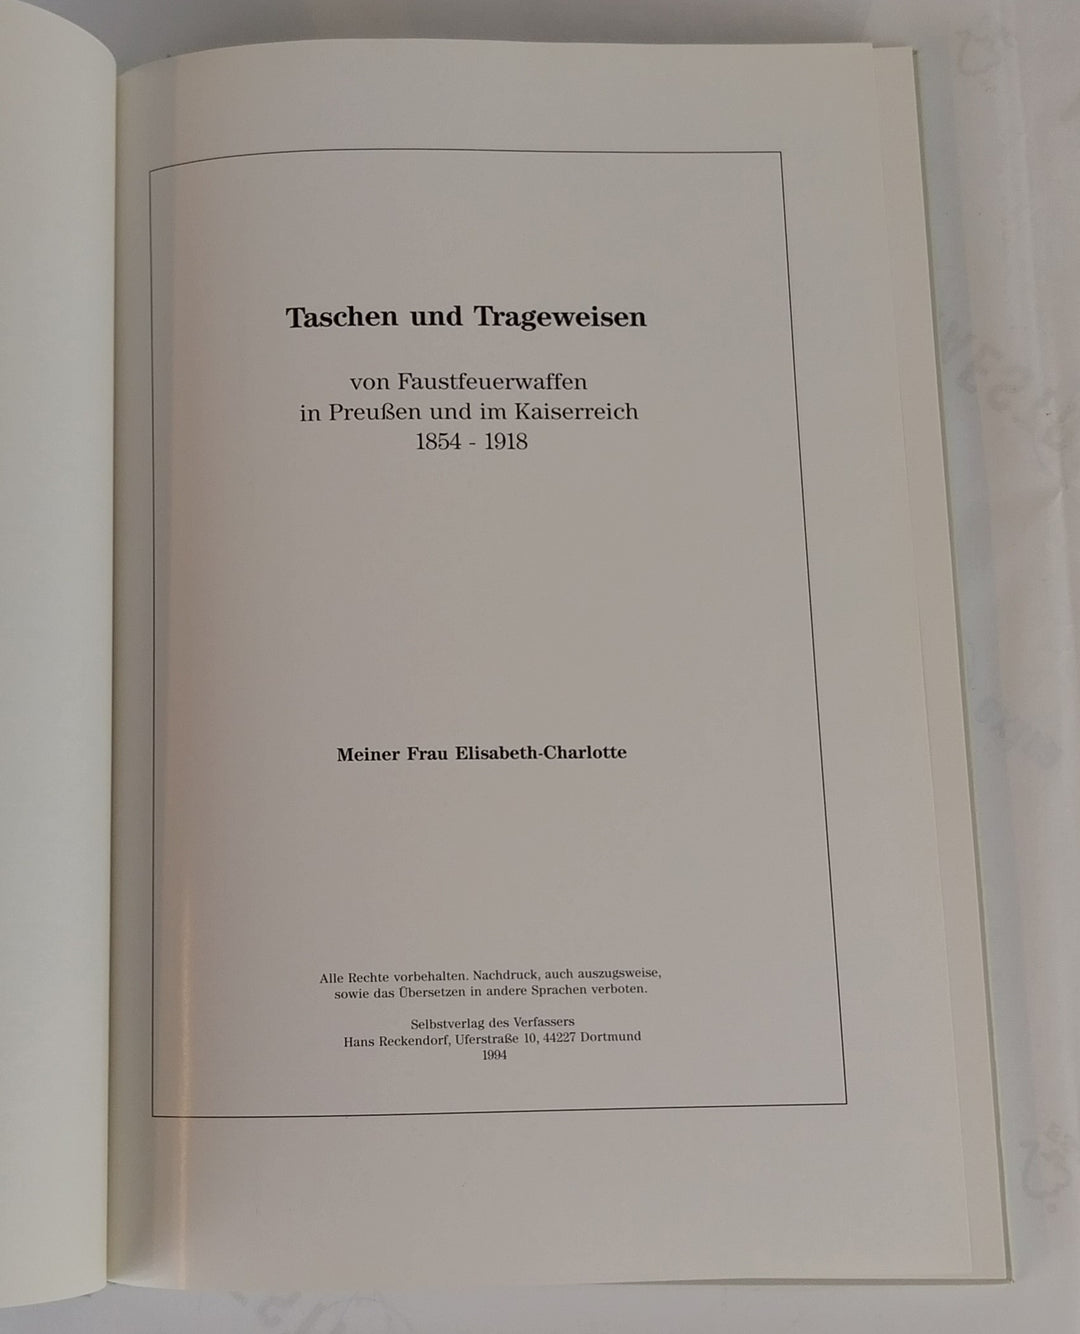 Taschen und Trageweisen
von Faustfeuerwaffen
in Preußen und im Kaiserreich
1854 - 1918
Meiner Frau Elisabeth-Charlotte
Alle Rechte vorbehalten. Nachdruck, auch auszugsweise,
sowie das Übersetzen in andere Sprachen verboten.
Selbstverlag des Verfassers
Hans Reckendorf, Uferstraße 10, 44227 Dortmund
1994